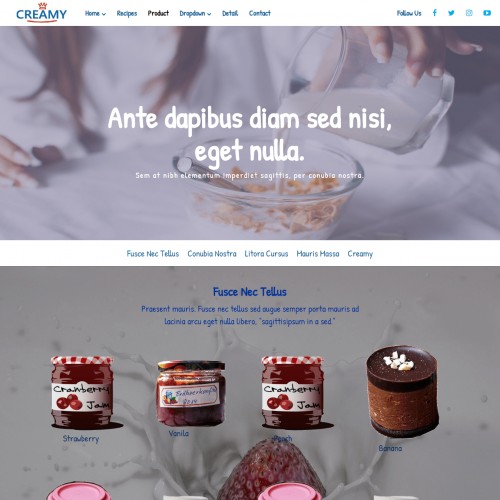 CREAMY
Home
Recipes
Product
Dropdown
Detail
Contact
Follow Us
Ante dapibus diam sed nisi,
eget nulla.
Sem at nibh elementum imperdiet sagittis, per conubia nostra.
Fusce Nec Tellus
Conubia Nostra
Litora Cursus
Mauris Massa
Creamy
Fusce Nec Tellus
Praesent mauris. Fusce nec tellus sed augue semper porta mauris ad
lacinia arcu eget nulla libero, "sagittisipsum in a sed."
Cranberry
Jam
Cranberry
Jam
Strawberry
Vanila
Banana